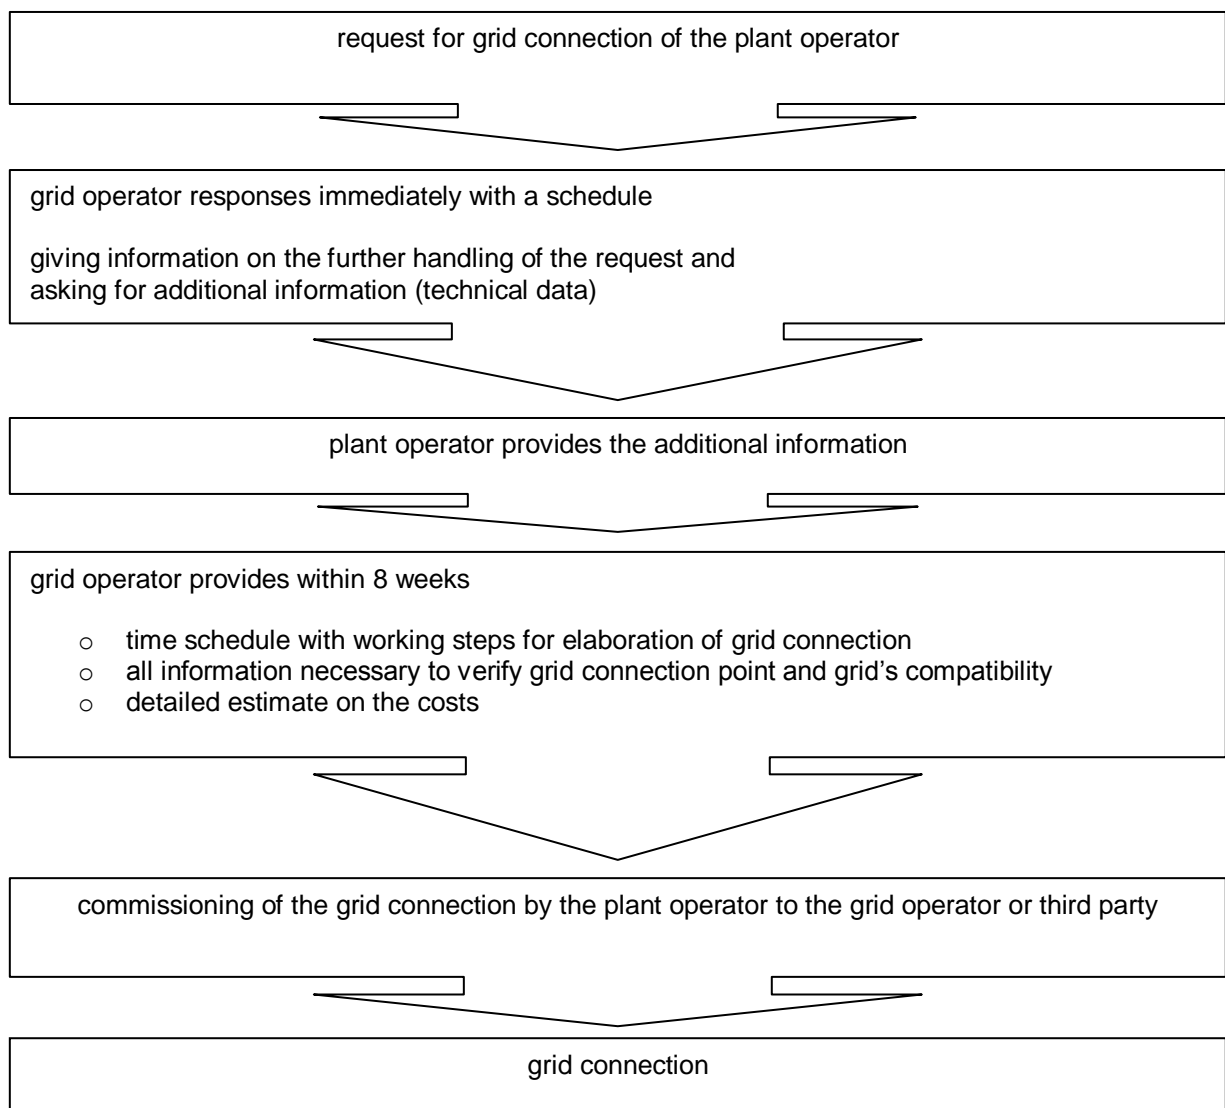 request for grid connection of the plant operator
grid operator responses immediately with a schedule
giving information on the further handling of the request and
asking for additional information (technical data)
plant operator provides the additional information
grid operator provides within 8 weeks
o time schedule with working steps for elaboration of grid connection
o all information necessary to verify grid connection point and grid’s compatibility
o detailed estimate on the costs
commissioning of the grid connection by the plant operator to the grid operator or third party
grid connection